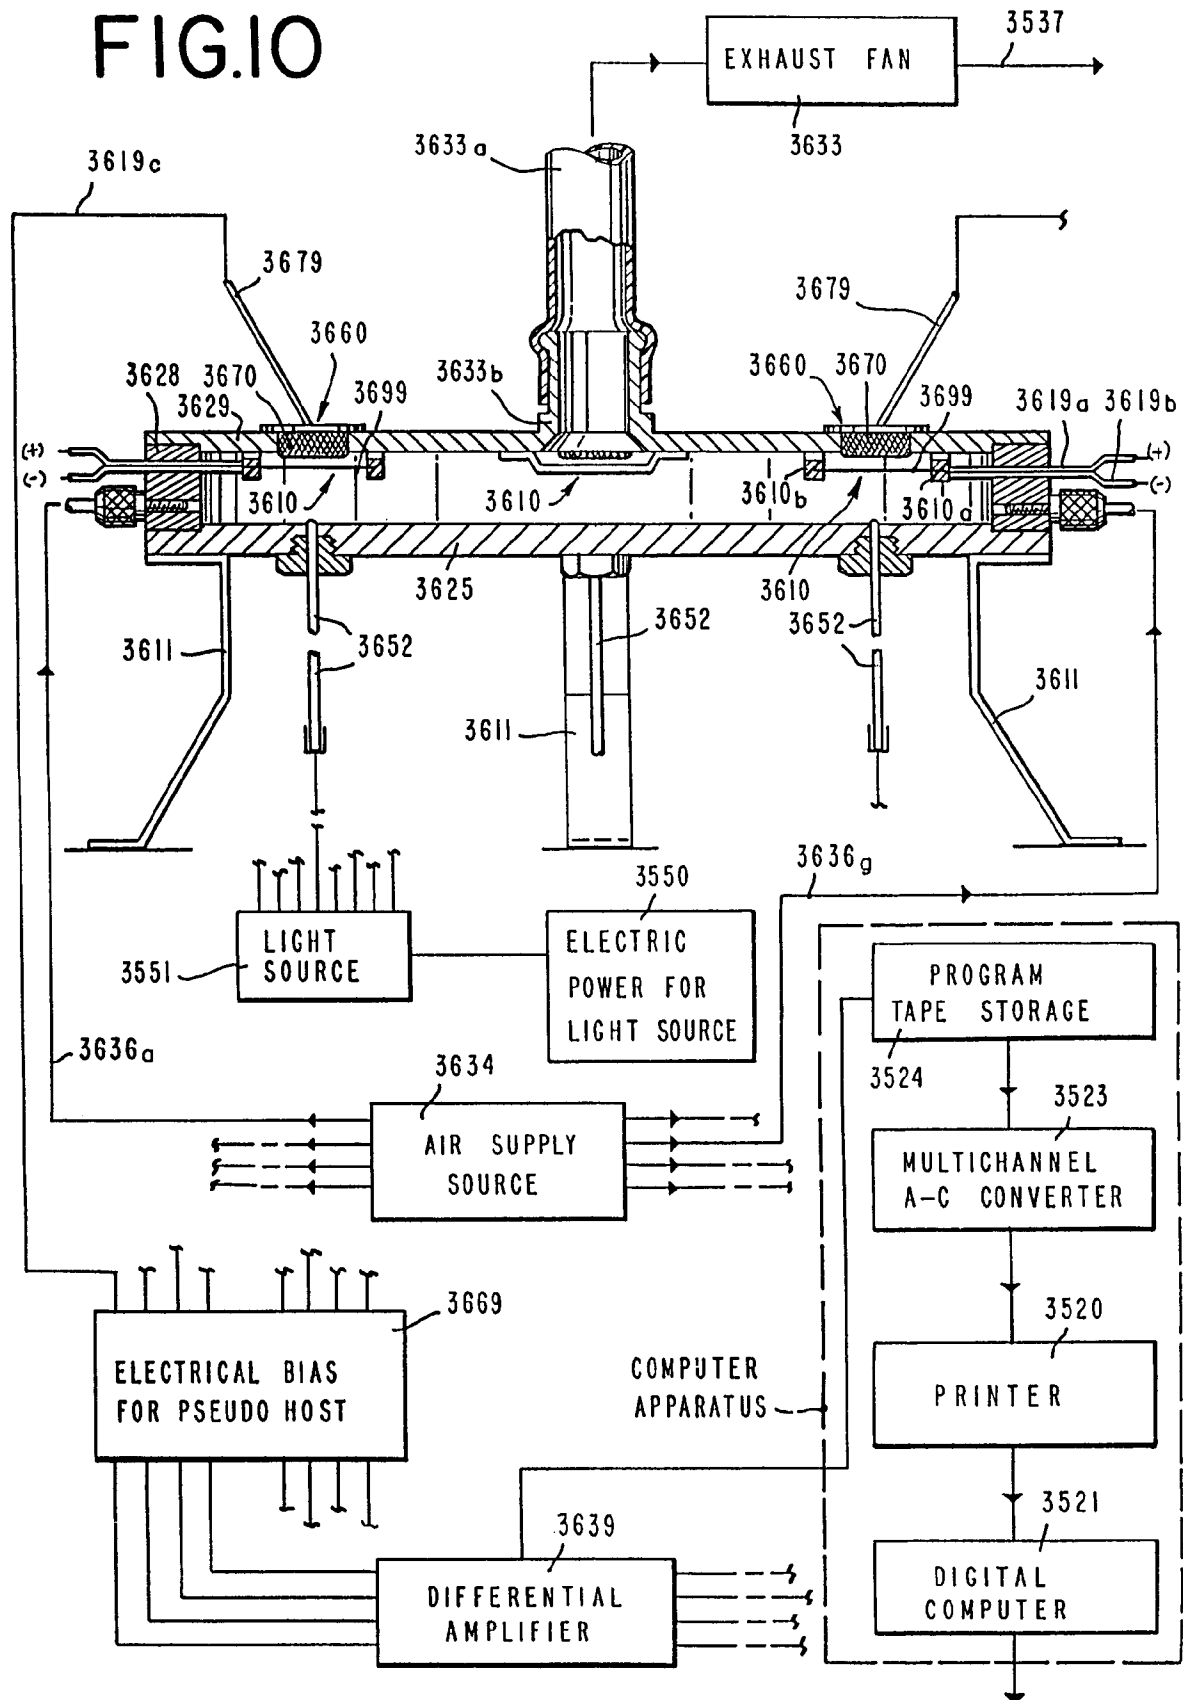 FIG.10
3537
EXHAUST FAN
3633
3633a
3619c
3679
3679
3660
3660
3670
3628
3670
3699
3633b
3699
3629
3619a
3619b
(+)
(-)
(+)
(-)
3610
3610
3610b
3610a
3625
3610
3652
3652
3652
3611
3611
3611
3636g
3550
LIGHT
SOURCE
3551
ELECTRIC
POWER FOR
LIGHT SOURCE
PROGRAM
TAPE STORAGE
3524
3636a
3634
3523
AIR SUPPLY
SOURCE
MULTICHANNEL
A-C CONVERTER
3669
3520
ELECTRICAL BIAS
FOR PSEUDO HOST
COMPUTER
APPARATUS
PRINTER
3521
3639
DIFFERENTIAL
AMPLIFIER
DIGITAL
COMPUTER